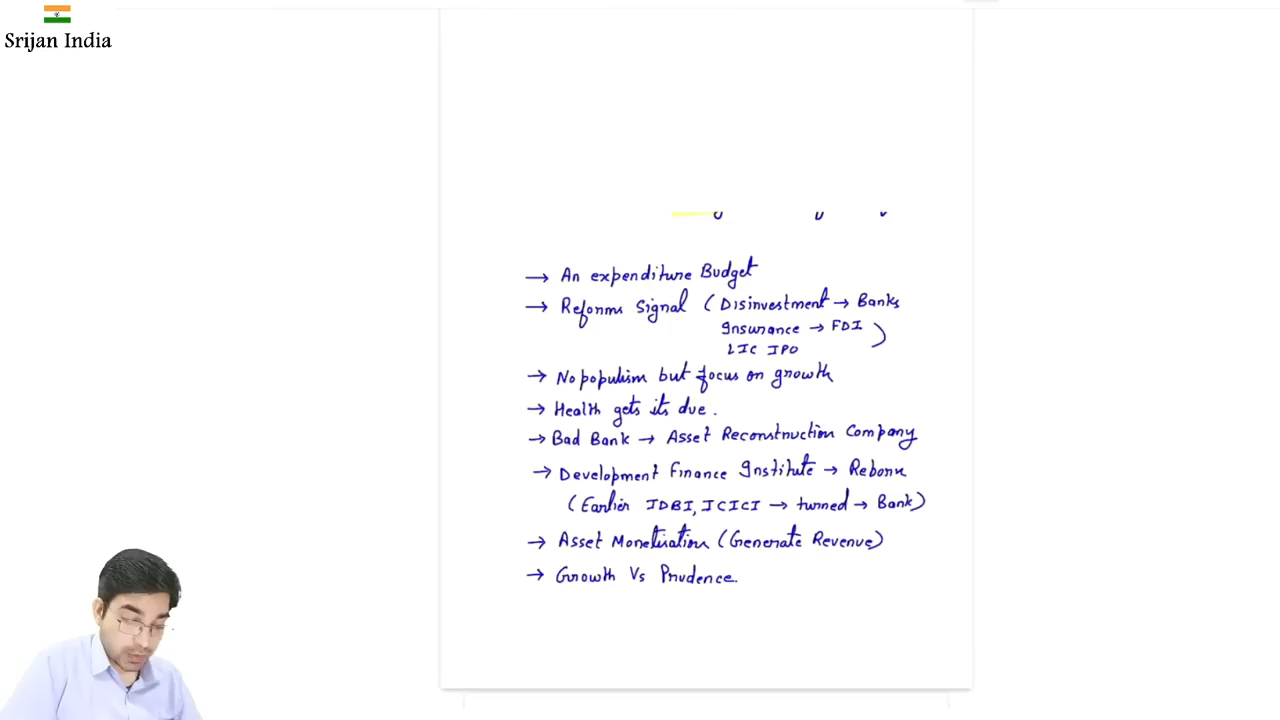 Srijan India
→ An expenditure Budget
→ Reforms Signal ( Disinvestment → Banks
Insurance → FDI
LIC IPO )
→ No populism but focus on growth
→ Health gets its due.
→ Bad Bank → Asset Reconstruction Company
→ Development Finance Institute → Reborn
(Earlier IDBI, ICICI → turned → Bank)
→ Asset Monetisation (Generate Revenue)
→ Growth Vs Prudence.